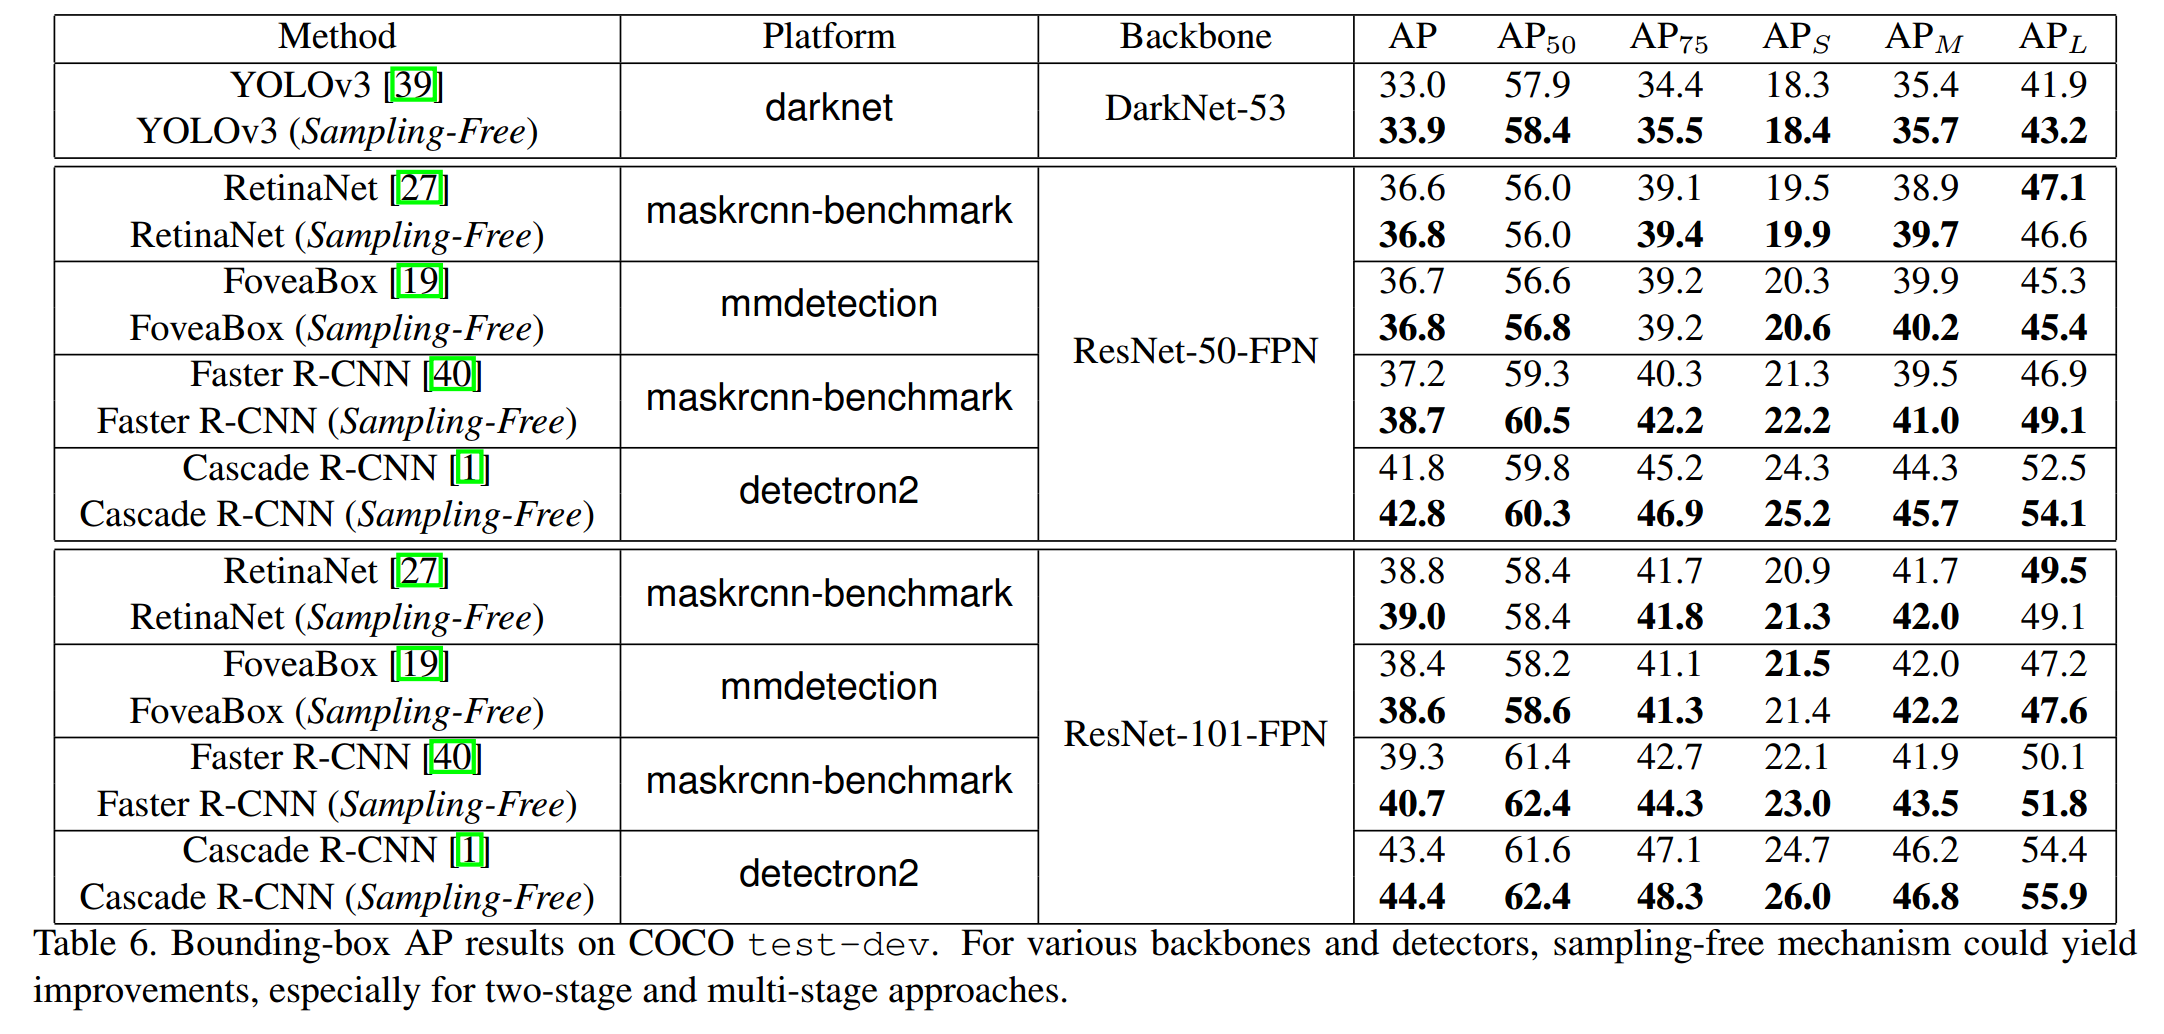 Method Platform Backbone AP AP50 AP75 APS APM APL
YOLOv3 [39] darknet DarkNet-53 33.0 57.9 34.4 18.3 35.4 41.9
YOLOv3 (Sampling-Free) 33.9 58.4 35.5 18.4 35.7 43.2
RetinaNet [27] maskrcnn-benchmark ResNet-50-FPN 36.6 56.0 39.1 19.5 38.9 47.1
RetinaNet (Sampling-Free) 36.8 56.0 39.4 19.9 39.7 46.6
FoveaBox [19] mmdetection 36.7 56.6 39.2 20.3 39.9 45.3
FoveaBox (Sampling-Free) 36.8 56.8 39.2 20.6 40.2 45.4
Faster R-CNN [40] maskrcnn-benchmark 37.2 59.3 40.3 21.3 39.5 46.9
Faster R-CNN (Sampling-Free) 38.7 60.5 42.2 22.2 41.0 49.1
Cascade R-CNN [1] detectron2 41.8 59.8 45.2 24.3 44.3 52.5
Cascade R-CNN (Sampling-Free) 42.8 60.3 46.9 25.2 45.7 54.1
RetinaNet [27] maskrcnn-benchmark ResNet-101-FPN 38.8 58.4 41.7 20.9 41.7 49.5
RetinaNet (Sampling-Free) 39.0 58.4 41.8 21.3 42.0 49.1
FoveaBox [19] mmdetection 38.4 58.2 41.1 21.5 42.0 47.2
FoveaBox (Sampling-Free) 38.6 58.6 41.3 21.4 42.2 47.6
Faster R-CNN [40] maskrcnn-benchmark 39.3 61.4 42.7 22.1 41.9 50.1
Faster R-CNN (Sampling-Free) 40.7 62.4 44.3 23.0 43.5 51.8
Cascade R-CNN [1] detectron2 43.4 61.6 47.1 24.7 46.2 54.4
Cascade R-CNN (Sampling-Free) 44.4 62.4 48.3 26.0 46.8 55.9
Table 6. Bounding-box AP results on COCO test-dev. For various backbones and detectors, sampling-free mechanism could yield
improvements, especially for two-stage and multi-stage approaches.